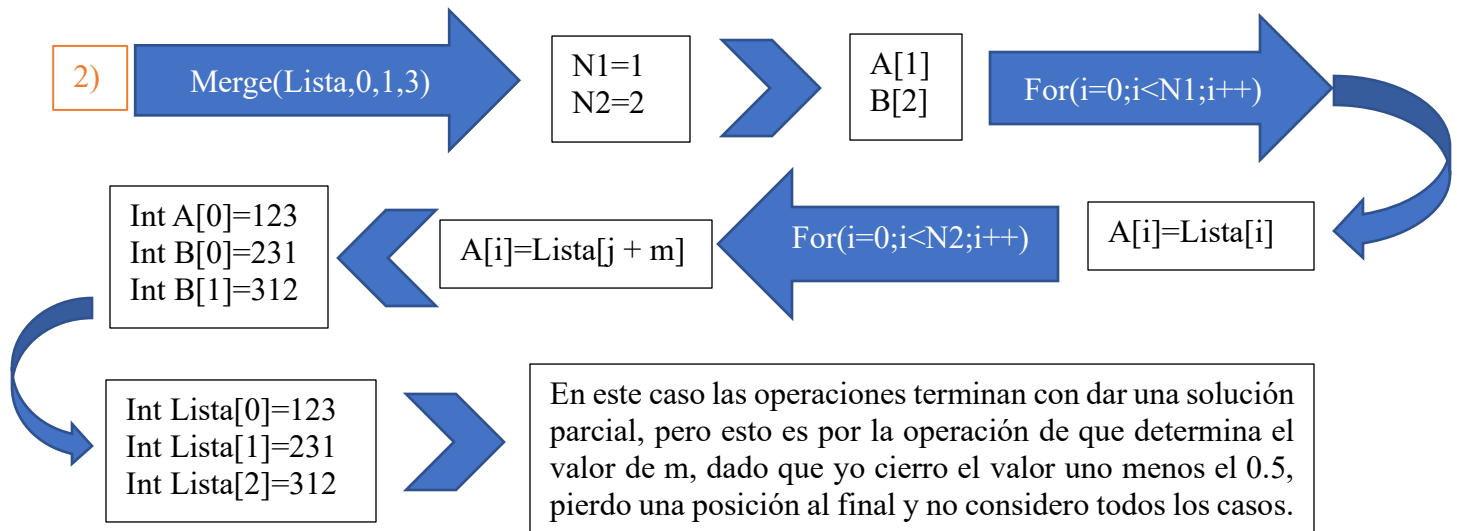 2)
Merge(Lista,0,1,3)
N1=1
N2=2
A[1]
B[2]
For(i=0;i<N1;i++)
A[i]=Lista[i]
For(i=0;i<N2;i++)
A[i]=Lista[j + m]
Int A[0]=123
Int B[0]=231
Int B[1]=312
Int Lista[0]=123
Int Lista[1]=231
Int Lista[2]=312
En este caso las operaciones terminan con dar una solución
parcial, pero esto es por la operación de que determina el
valor de m, dado que yo cierro el valor uno menos el 0.5,
pierdo una posición al final y no considero todos los casos.